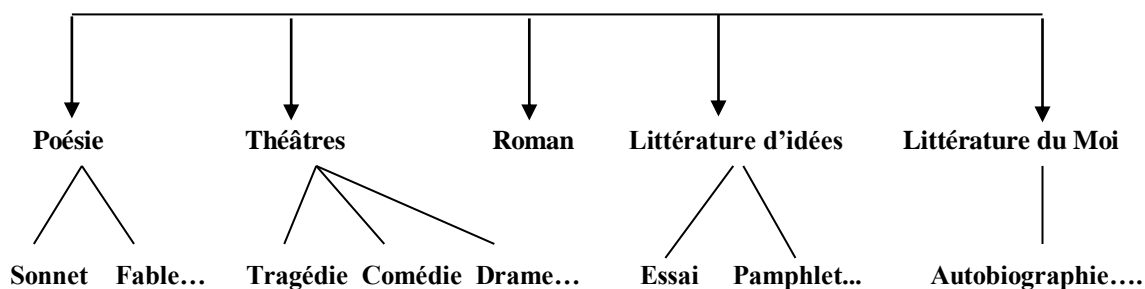 Poésie Théâtres Roman Littérature d’idées Littérature du Moi
Sonnet Fable… Tragédie Comédie Drame… Essai Pamphlet... Autobiographie….